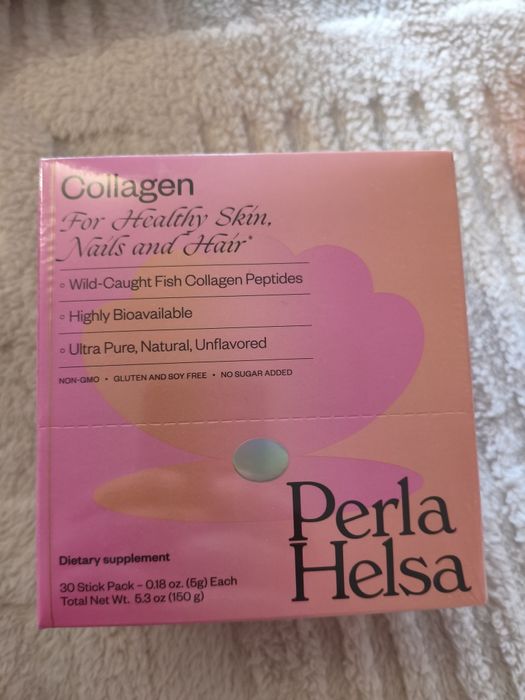 Collagen
For Healthy Skin,
Nails and Hair*
◦ Wild-Caught Fish Collagen Peptides
◦ Highly Bioavailable
◦ Ultra Pure, Natural, Unflavored
NON-GMO • GLUTEN AND SOY FREE • NO SUGAR ADDED
Perla
Helsa
Dietary supplement
30 Stick Pack – 0.18 oz. (5g) Each
Total Net Wt. 5.3 oz (150 g)